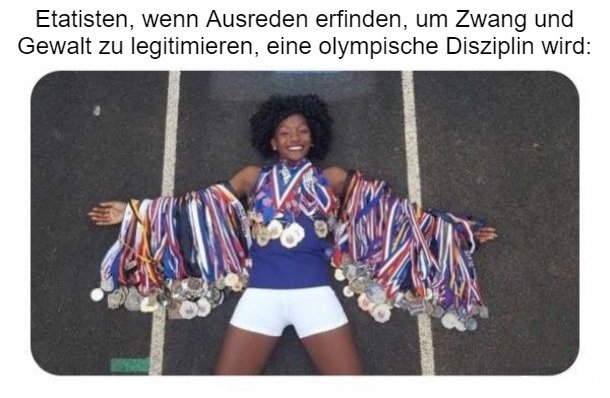 Etatisten, wenn Ausreden erfinden, um Zwang und
Gewalt zu legitimieren, eine olympische Disziplin wird: